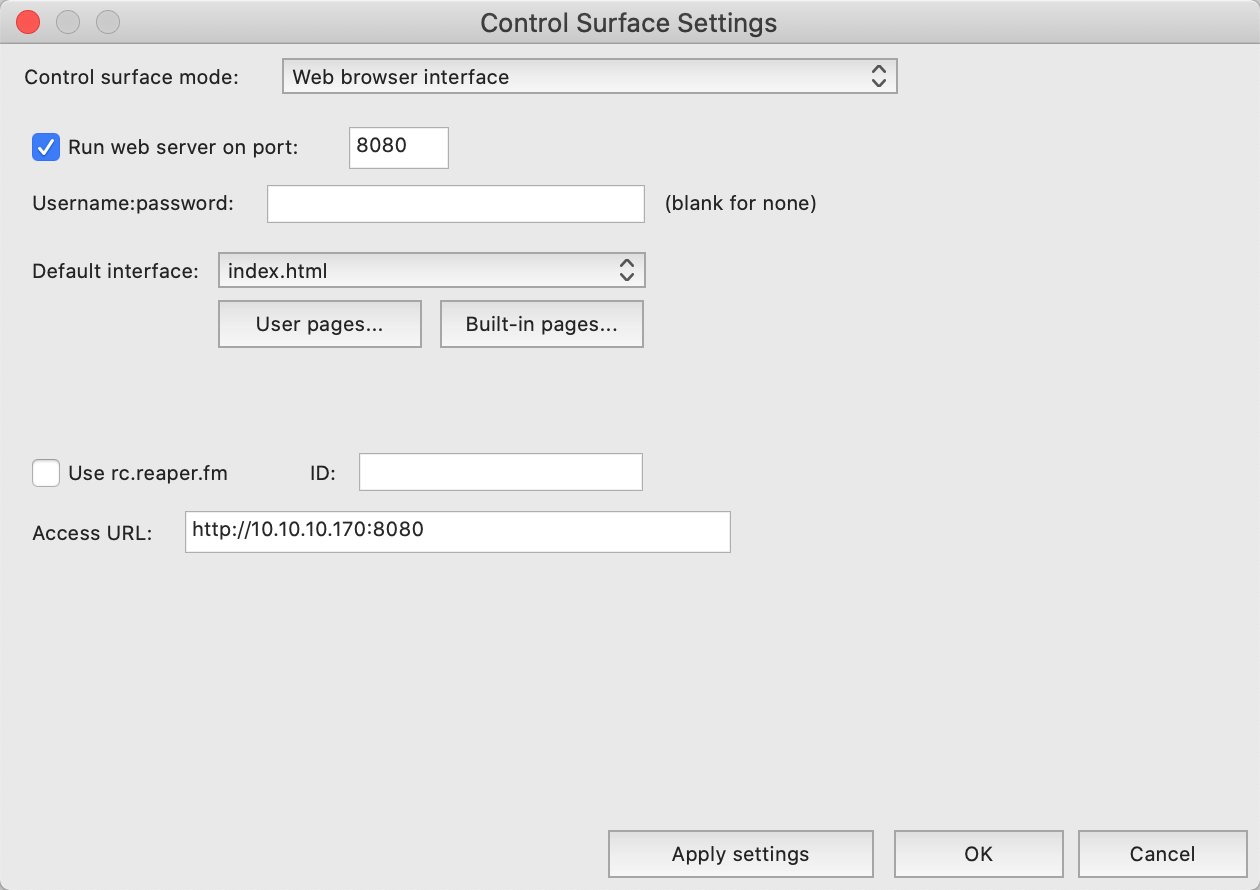 Control Surface Settings
Control surface mode: Web browser interface
Run web server on port: 8080
Username:password: (blank for none)
Default interface: index.html
User pages... Built-in pages...
Use rc.reaper.fm ID:
Access URL: http://10.10.10.170:8080
Apply settings OK Cancel